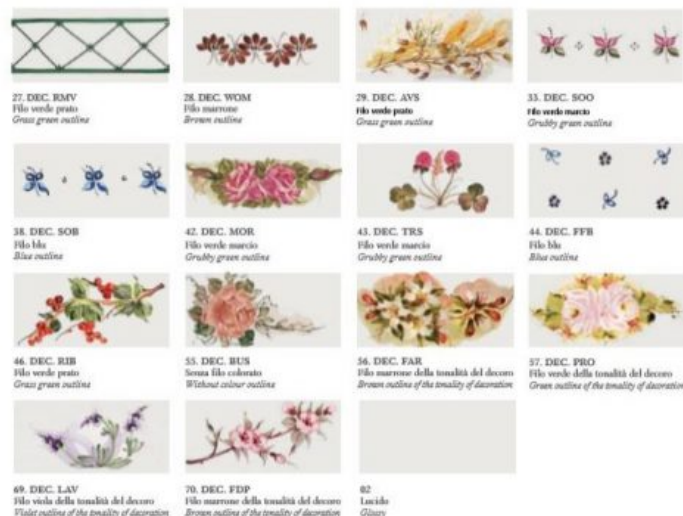 27. DEC. RMV
Filo verde prato
Grass green outline
28. DEC. WOM
Filo marrone
Brown outline
29. DEC. AVS
Filo verde prato
Grass green outline
33. DEC. SOO
Filo verde marcio
Grubby green outline
38. DEC. SOB
Filo blu
Blue outline
42. DEC. MOR
Filo verde marcio
Grubby green outline
43. DEC. TRS
Filo verde marcio
Grubby green outline
44. DEC. FFB
Filo blu
Blue outline
46. DEC. RIB
Filo verde prato
Grass green outline
55. DEC. BUS
Senza filo colorato
Without colour outline
56. DEC. FAR
Filo marrone della tonalità del decoro
Brown outline of the tonality of decoration
57. DEC. PRO
Filo verde della tonalità del decoro
Green outline of the tonality of decoration
69. DEC. LAV
Filo viola della tonalità del decoro
Violet outline of the tonality of decoration
70. DEC. FDP
Filo marrone della tonalità del decoro
Brown outline of the tonality of decoration
02
Lucido
Glossy